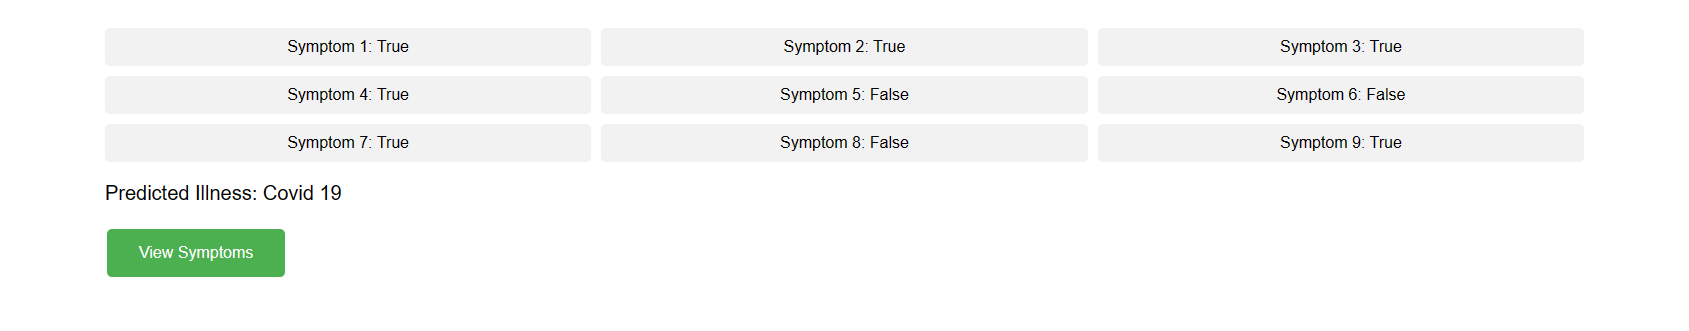 Symptom 1: True
Symptom 2: True
Symptom 3: True
Symptom 4: True
Symptom 5: False
Symptom 6: False
Symptom 7: True
Symptom 8: False
Symptom 9: True
Predicted Illness: Covid 19
View Symptoms